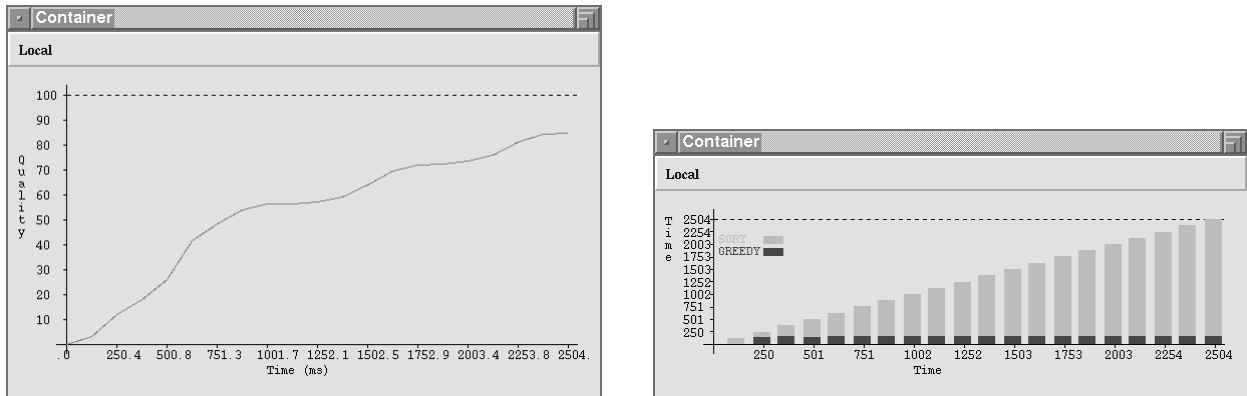 Container
Local
100
90
80
70
60
50
40
30
20
10
Quality
.0 250.4 500.8 751.3 1001.7 1252.1 1502.5 1752.9 2003.4 2253.8 2504.
Time (ms)
Container
Local
Time
2504
2254
2003
1753
1503
1252
1002
751
501
250
SORT
GREEDY
250 501 751 1002 1252 1503 1753 2003 2254 2504
Time